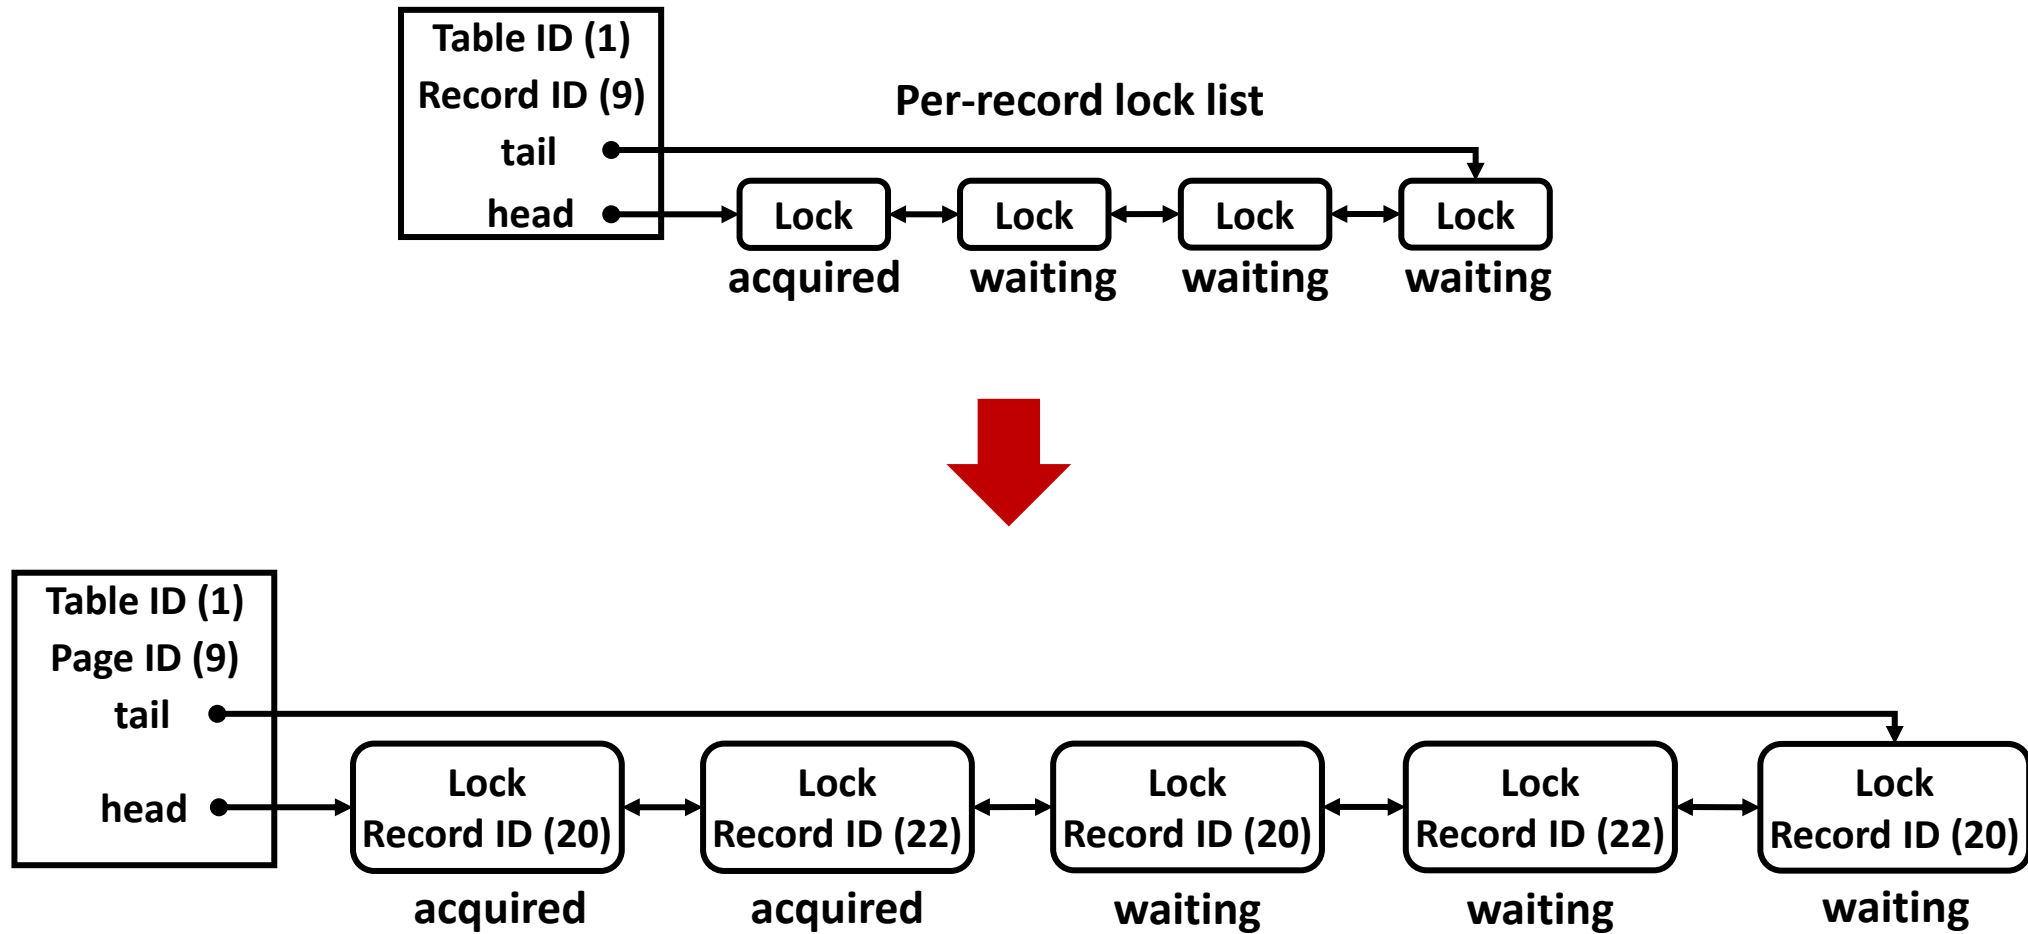 Table ID (1)
Record ID (9)
tail
head
Per-record lock list
Lock
Lock
Lock
Lock
acquired
waiting
waiting
waiting
Table ID (1)
Page ID (9)
tail
head
Lock
Record ID (20)
acquired
Lock
Record ID (22)
acquired
Lock
Record ID (20)
waiting
Lock
Record ID (22)
waiting
Lock
Record ID (20)
waiting